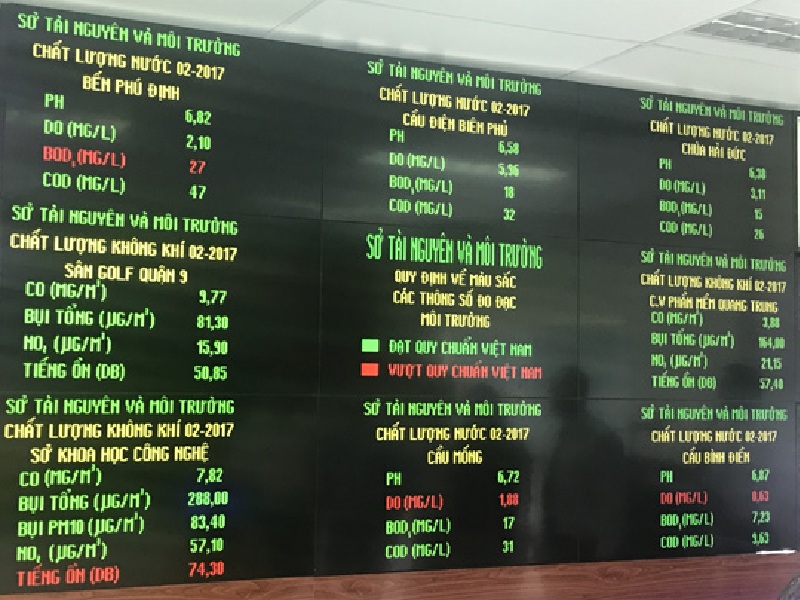 SỞ TÀI NGUYÊN VÀ MÔI TRƯỜNG
CHẤT LƯỢNG NƯỚC 02-2017
BẾN PHÚ ĐỊNH
PH 6,82
DO (MG/L) 2,10
BOD₅(MG/L) 27
COD (MG/L) 47
SỞ TÀI NGUYÊN VÀ MÔI TRƯỜNG
CHẤT LƯỢNG NƯỚC 02-2017
CẦU ĐIỆN BIÊN PHỦ
PH 6,58
DO (MG/L) 5,96
BOD₅(MG/L) 18
COD (MG/L) 32
SỞ TÀI NGUYÊN VÀ MÔI TRƯỜNG
CHẤT LƯỢNG NƯỚC 02-2017
CHÙA HẢI ĐỨC
PH 6,38
DO (MG/L) 3,11
BOD₅(MG/L) 15
COD (MG/L) 26
SỞ TÀI NGUYÊN VÀ MÔI TRƯỜNG
CHẤT LƯỢNG KHÔNG KHÍ 02-2017
SÂN GOLF QUẬN 9
CO (MG/M³) 9,77
BỤI TỔNG (µG/M³) 81,30
NO₂ (µG/M³) 15,90
TIẾNG ỒN (DB) 50,85
SỞ TÀI NGUYÊN VÀ MÔI TRƯỜNG
QUY ĐỊNH VỀ MÀU SẮC
CÁC THÔNG SỐ ĐO ĐẠC
MÔI TRƯỜNG
ĐẠT QUY CHUẨN VIỆT NAM
VƯỢT QUY CHUẨN VIỆT NAM
SỞ TÀI NGUYÊN VÀ MÔI TRƯỜNG
CHẤT LƯỢNG KHÔNG KHÍ 02-2017
C.V PHẦN MỀM QUANG TRUNG
CO (MG/M³) 3,88
BỤI TỔNG (µG/M³) 164,00
NO₂ (µG/M³) 21,15
TIẾNG ỒN (DB) 57,40
SỞ TÀI NGUYÊN VÀ MÔI TRƯỜNG
CHẤT LƯỢNG KHÔNG KHÍ 02-2017
SỞ KHOA HỌC CÔNG NGHỆ
CO (MG/M³) 7,82
BỤI TỔNG (µG/M³) 288,00
BỤI PM10 (µG/M³) 83,40
NO₂ (µG/M³) 57,10
TIẾNG ỒN (DB) 74,30
SỞ TÀI NGUYÊN VÀ MÔI TRƯỜNG
CHẤT LƯỢNG NƯỚC 02-2017
CẦU MỐNG
PH 6,72
DO (MG/L) 1,88
BOD₅(MG/L) 17
COD (MG/L) 31
SỞ TÀI NGUYÊN VÀ MÔI TRƯỜNG
CHẤT LƯỢNG NƯỚC 02-2017
CẦU BÌNH ĐIỀN
PH 6,87
DO (MG/L) 0,63
BOD₅(MG/L) 7,23
COD (MG/L) 9,63